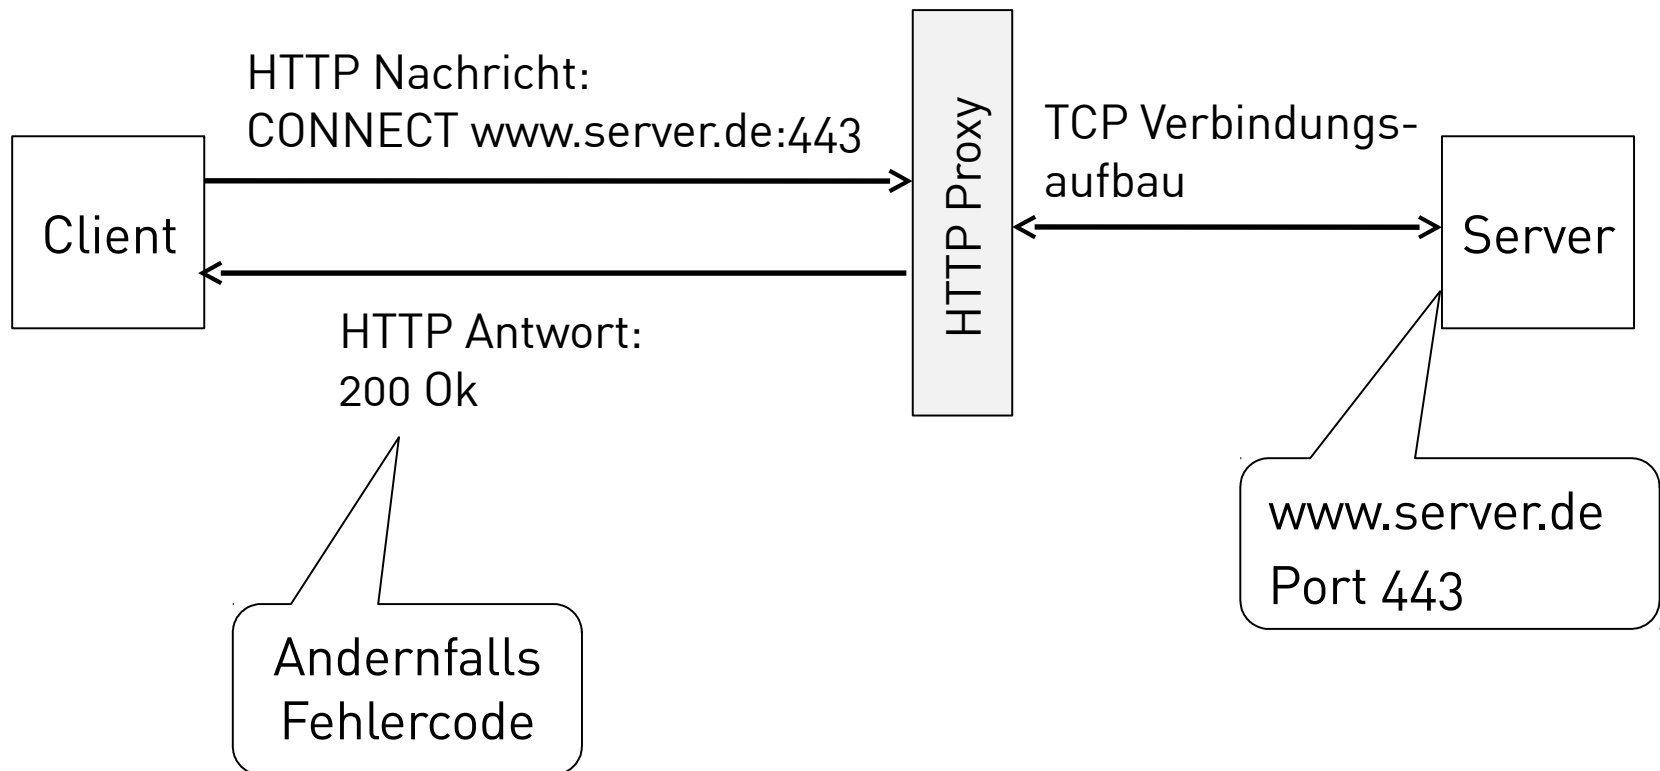 HTTP Nachricht:
CONNECT www.server.de:443
Client
HTTP Antwort:
200 Ok
Andernfalls
Fehlercode
HTTP Proxy
TCP Verbindungs-
aufbau
Server
www.server.de
Port 443